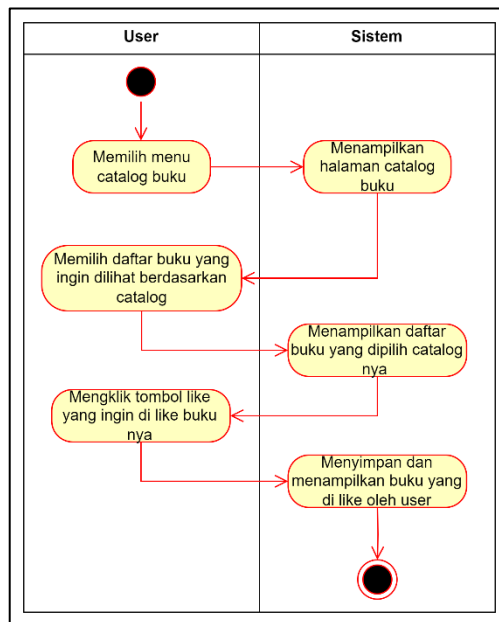 User
Sistem
Memilih menu
catalog buku
Menampilkan
halaman catalog
buku
Memilih daftar buku yang
ingin dilihat berdasarkan
catalog
Menampilkan daftar
buku yang dipilih catalog
nya
Mengklik tombol like
yang ingin di like buku
nya
Menyimpan dan
menampilkan buku yang
di like oleh user